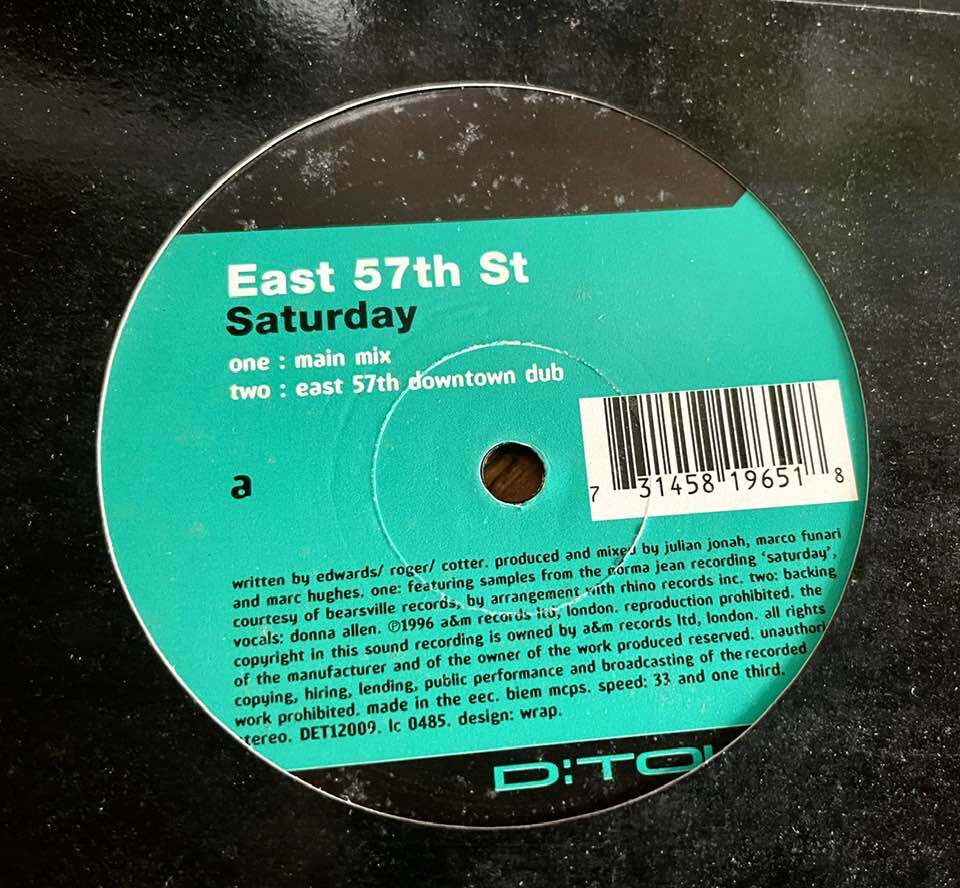 East 57th St
Saturday
one : main mix
two : east 57th downtown dub
7 31458 19651 8
a
written by edwards/ roger/ cotter. produced and mixed by julian jonah, marco funari
and marc hughes. one: featuring samples from the norma jean recording ‘saturday’,
courtesy of bearsville records, by arrangement with rhino records inc. two: backing
vocals: donna allen. ℗1996 a&m records ltd, london. reproduction prohibited. the
copyright in this sound recording is owned by a&m records ltd, london. all rights
of the manufacturer and of the owner of the work produced reserved. unauthori
copying, hiring, lending, public performance and broadcasting of the recorded
work prohibited. made in the eec. biem mcps. speed: 33 and one third.
tereo. DET12009. lc 0485. design: wrap.
D:TO